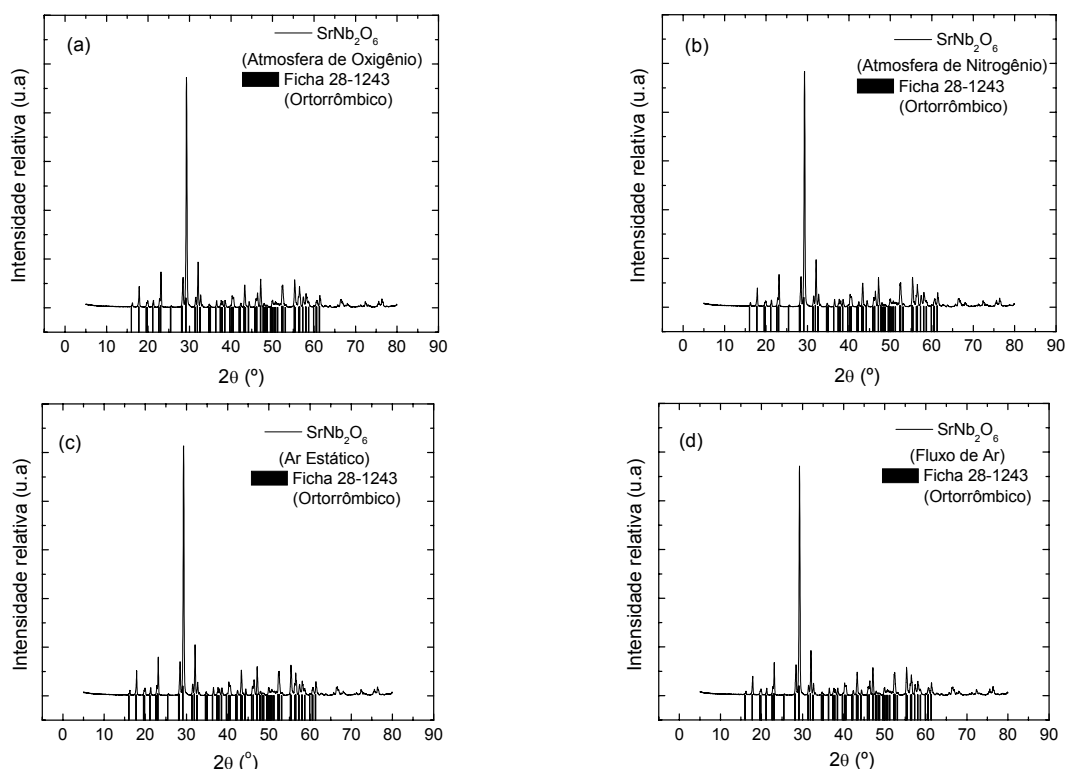 (a)
SrNb₂O₆
(Atmosfera de Oxigênio)
Ficha 28-1243
(Ortorrômbico)
Intensidade relativa (u.a)
0 10 20 30 40 50 60 70 80 90
2θ (º)
(b)
SrNb₂O₆
(Atmosfera de Nitrogênio)
Ficha 28-1243
(Ortorrômbico)
Intensidade relativa (u.a)
0 10 20 30 40 50 60 70 80 90
2θ (º)
(c)
SrNb₂O₆
(Ar Estático)
Ficha 28-1243
(Ortorrômbico)
Intensidade relativa (u.a)
0 10 20 30 40 50 60 70 80 90
2θ (°)
(d)
SrNb₂O₆
(Fluxo de Ar)
Ficha 28-1243
(Ortorrômbico)
Intensidade relativa (u.a)
0 10 20 30 40 50 60 70 80 90
2θ (º)